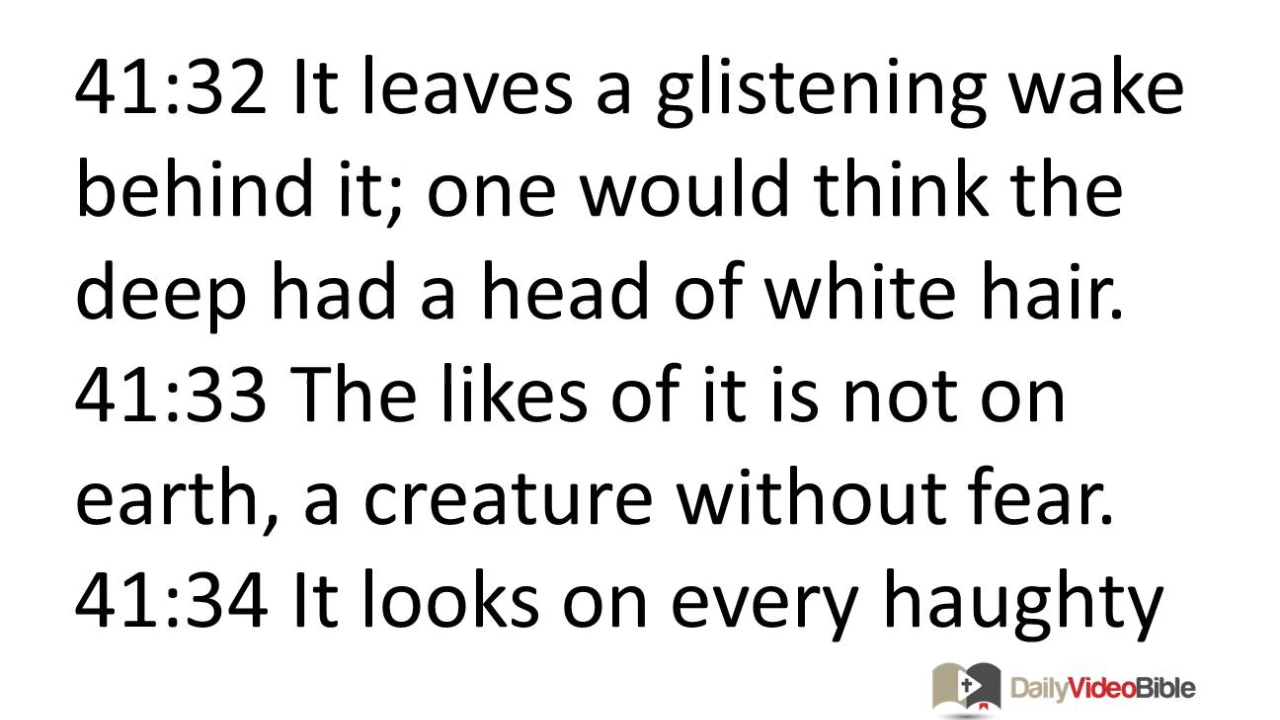 41:32 It leaves a glistening wake
behind it; one would think the
deep had a head of white hair.
41:33 The likes of it is not on
earth, a creature without fear.
41:34 It looks on every haughty
DailyVideoBible